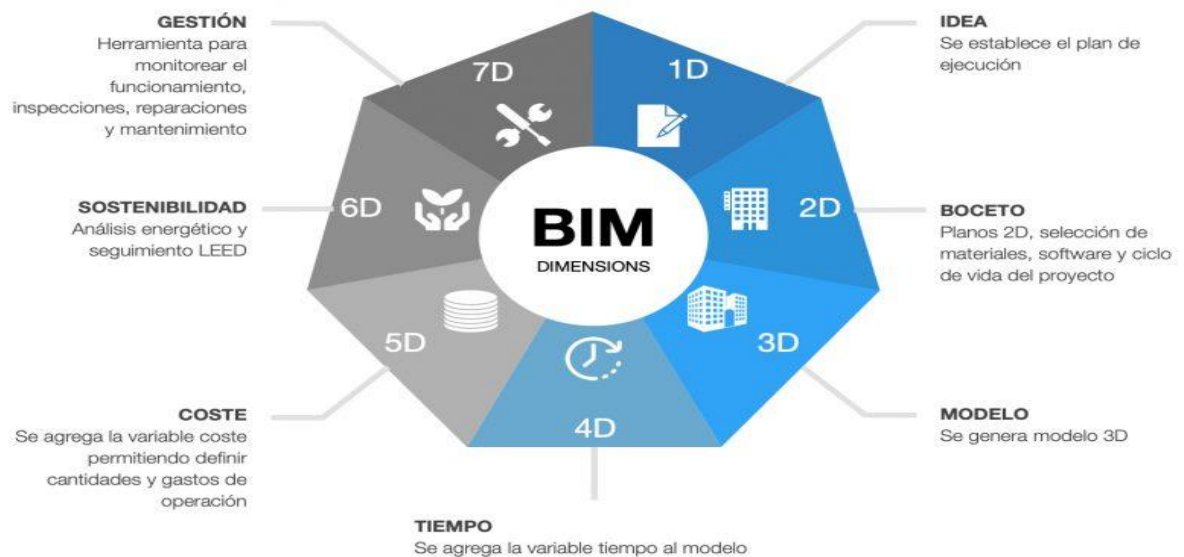 GESTIÓN
Herramienta para
monitorear el
funcionamiento,
inspecciones, reparaciones
y mantenimiento
7D
1D
IDEA
Se establece el plan de
ejecución
SOSTENIBILIDAD
Análisis energético y
seguimiento LEED
6D
BIM
DIMENSIONS
2D
BOCETO
Planos 2D, selección de
materiales, software y ciclo
de vida del proyecto
5D
3D
4D
COSTE
Se agrega la variable coste
permitiendo definir
cantidades y gastos de
operación
MODELO
Se genera modelo 3D
TIEMPO
Se agrega la variable tiempo al modelo